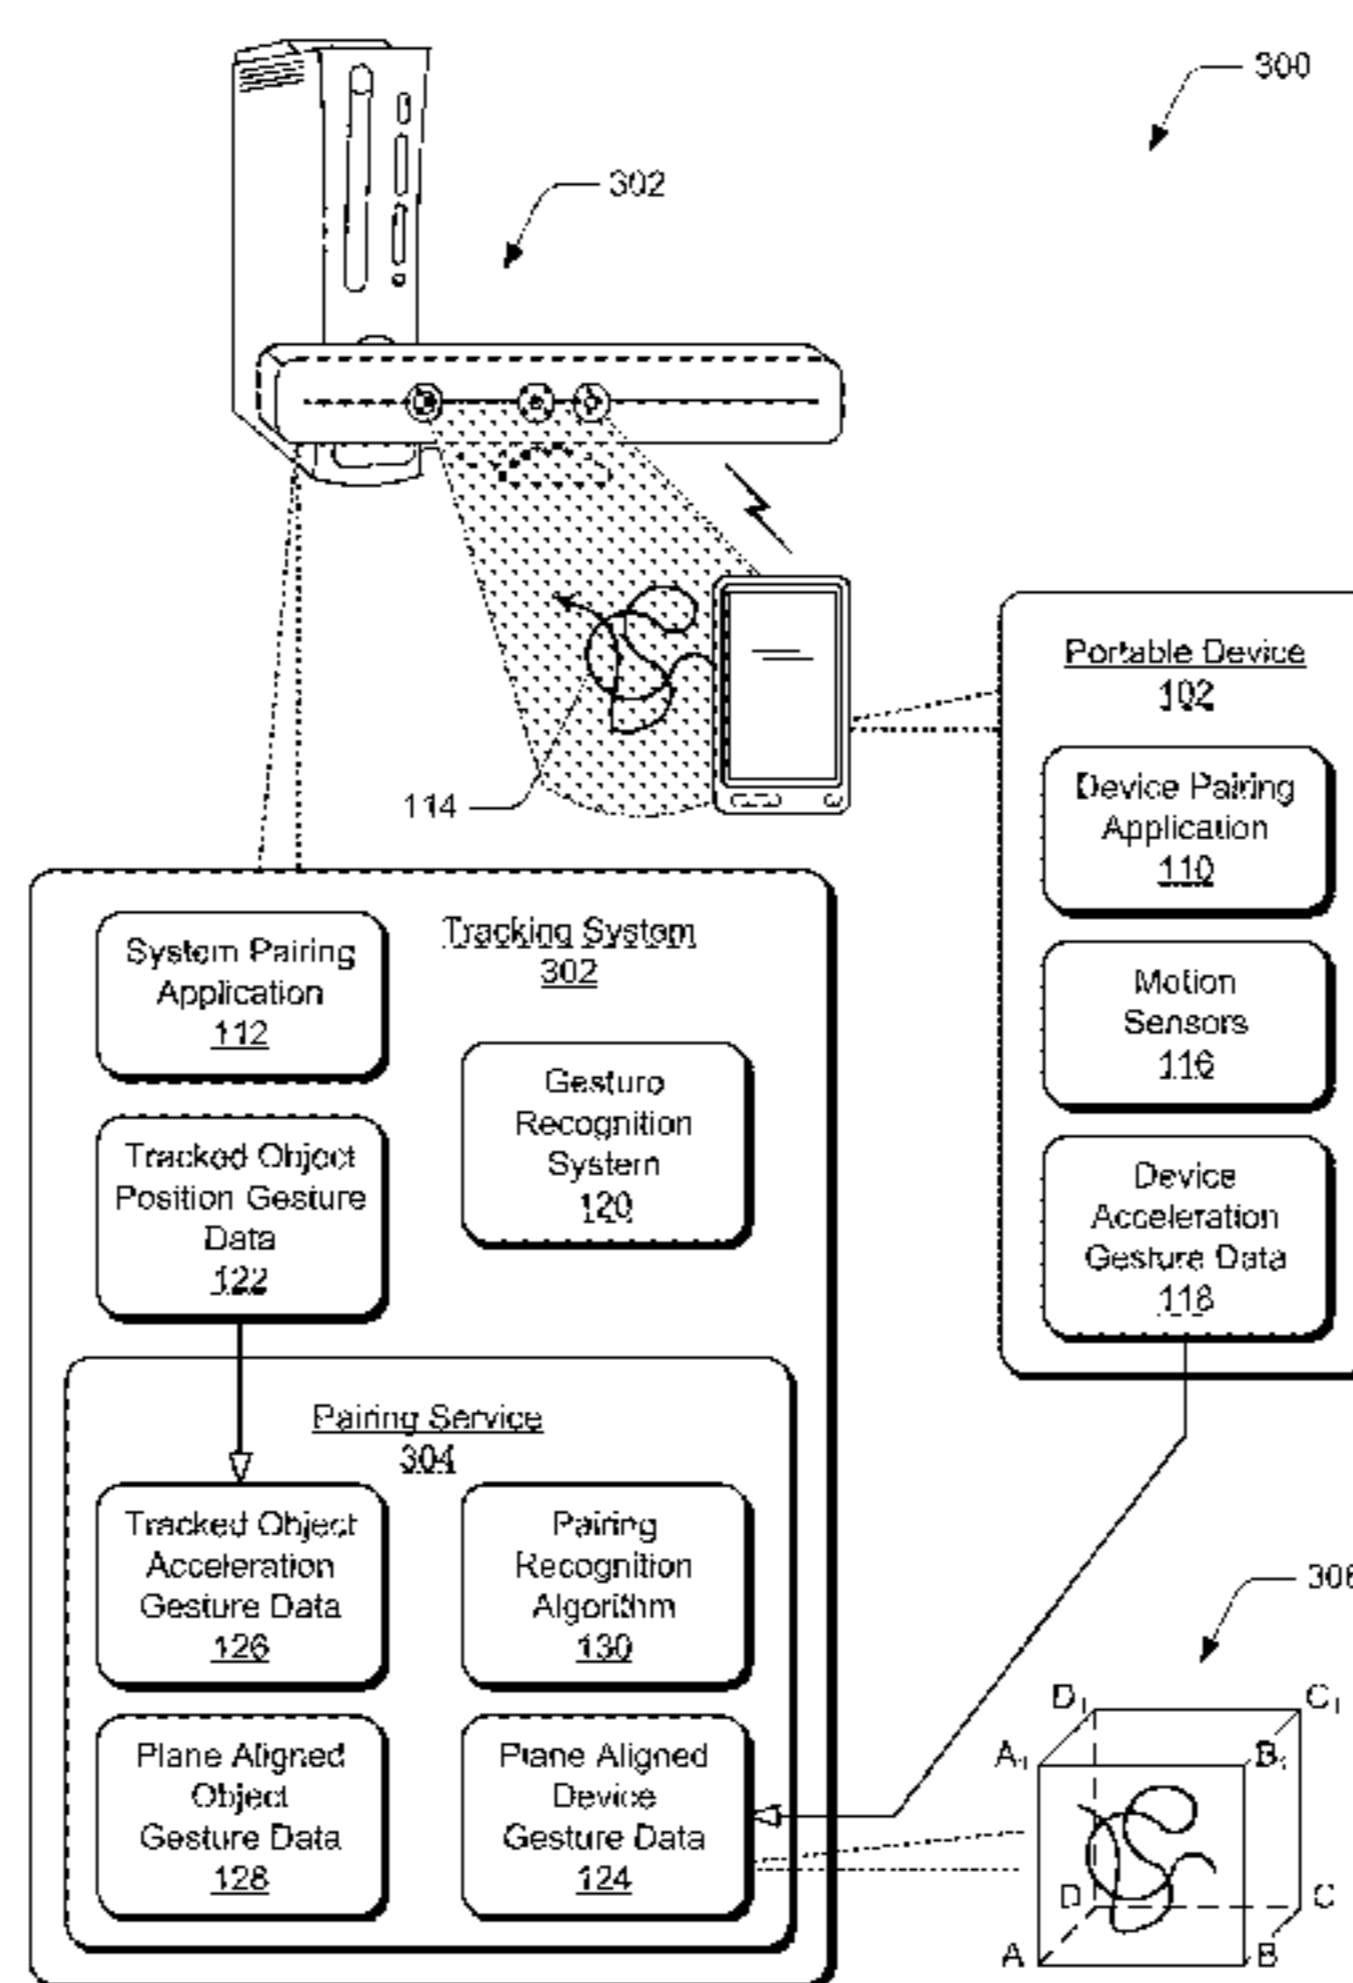 300
302
114
Portable Device
102
Device Pairing
Application
110
Motion
Sensors
116
Device
Acceleration
Gesture Data
118
Tracking System
302
System Pairing
Application
112
Gesture
Recognition
System
120
Tracked Object
Position Gesture
Data
122
Pairing Service
304
Tracked Object
Acceleration
Gesture Data
126
Pairing
Recognition
Algorithm
130
Plane Aligned
Object
Gesture Data
128
Plane Aligned
Device
Gesture Data
124
306
D₁ C₁
A₁ B₁
D C
A B